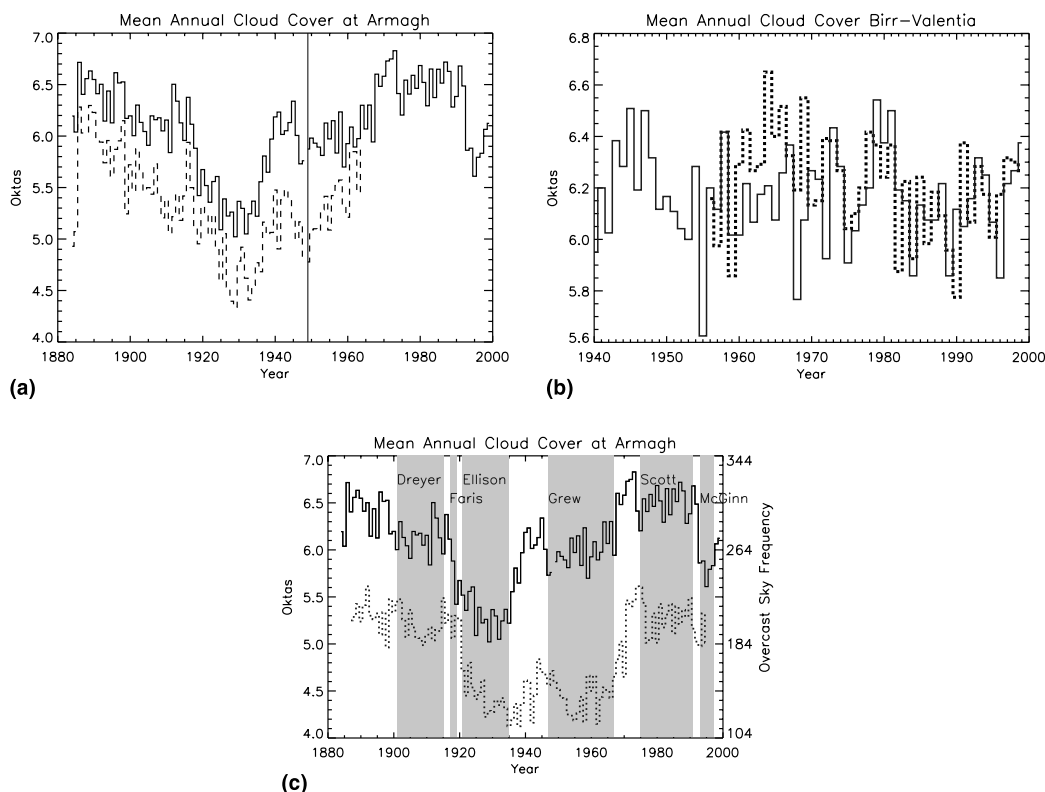 Mean Annual Cloud Cover at Armagh
7.0
6.5
6.0
5.5
5.0
4.5
4.0
Oktas
1880 1900 1920 1940 1960 1980 2000
Year
(a)
Mean Annual Cloud Cover Birr-Valentia
6.8
6.6
6.4
6.2
6.0
5.8
5.6
Oktas
1940 1950 1960 1970 1980 1990 2000
Year
(b)
Mean Annual Cloud Cover at Armagh
7.0
6.5
6.0
5.5
5.0
4.5
4.0
Oktas
Dreyer
Faris
Ellison
Grew
Scott
McGinn
344
264
184
104
Overcast Sky Frequency
1880 1900 1920 1940 1960 1980 2000
Year
(c)